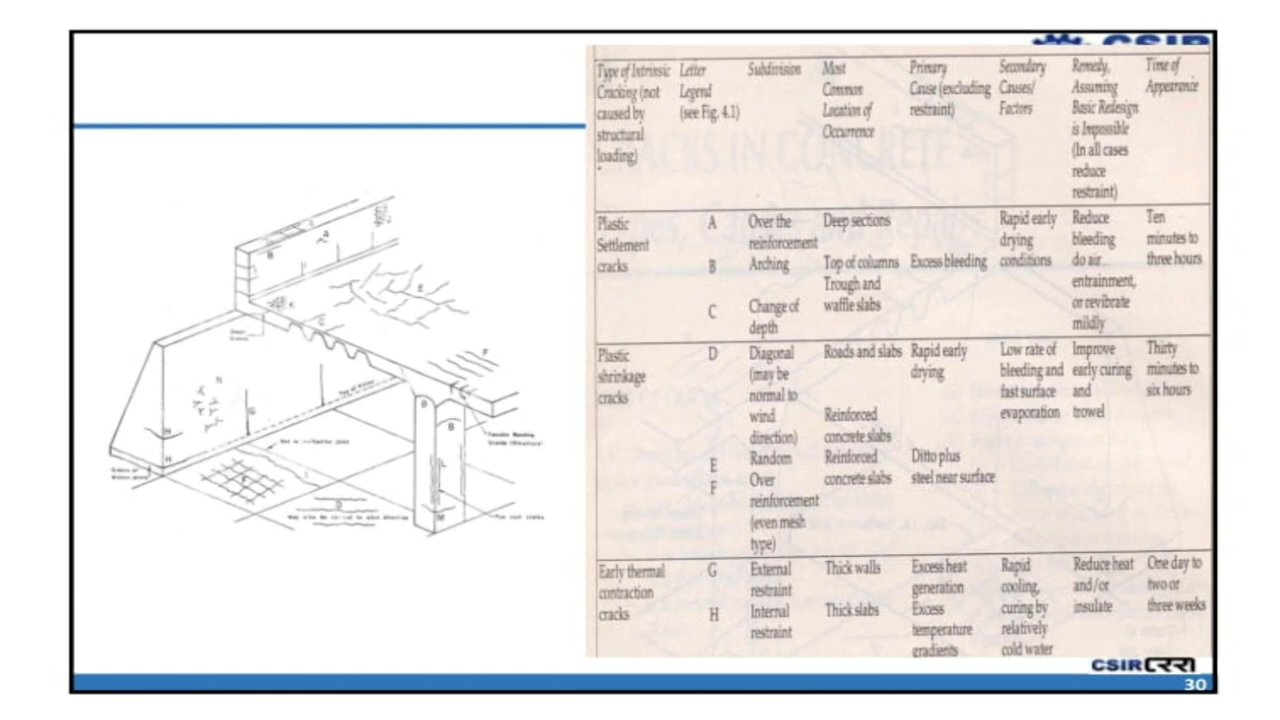 CSIR
Type of Intrinsic Letter Subdivision Most Primary Secondary Remedy, Time of
Cracking (not Legend Common Cause (excluding Causes/ Assuming Appearance
caused by (see Fig. 4.1) Location of restraint) Factors Basic Redesign
structural Occurrence is Impossible
loading) (In all cases
reduce
restraint)
Plastic A Over the Deep sections Rapid early Reduce Ten
Settlement reinforcement drying bleeding minutes to
cracks B Arching Top of columns Excess bleeding conditions do air three hours
Trough and entrainment,
C Change of waffle slabs or revibrate
depth mildly
Plastic D Diagonal Roads and slabs Rapid early Low rate of Improve Thirty
shrinkage (may be drying bleeding and early curing minutes to
cracks normal to fast surface and six hours
wind Reinforced evaporation trowel
direction) concrete slabs
E Random Reinforced Ditto plus
F Over concrete slabs steel near surface
reinforcement
(even mesh
type)
Early thermal G External Thick walls Excess heat Rapid Reduce heat One day to
contraction restraint generation cooling, and/or two or
cracks H Internal Thick slabs Excess curing by insulate three weeks
restraint temperature relatively
gradients cold water
A
B
E
C
F
N
G
H
H
B
B
L
I
D
M
CSIR
30